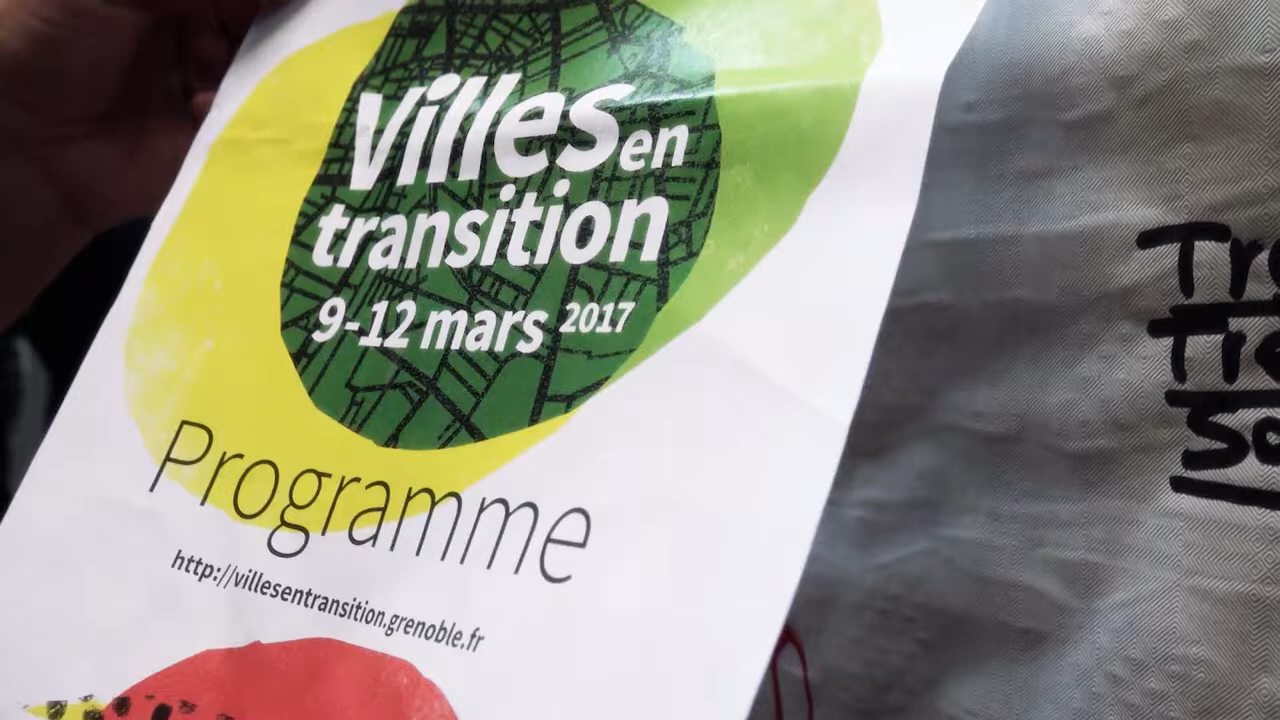 Villes en
transition
9-12 mars 2017
Programme
http://villesentransition.grenoble.fr